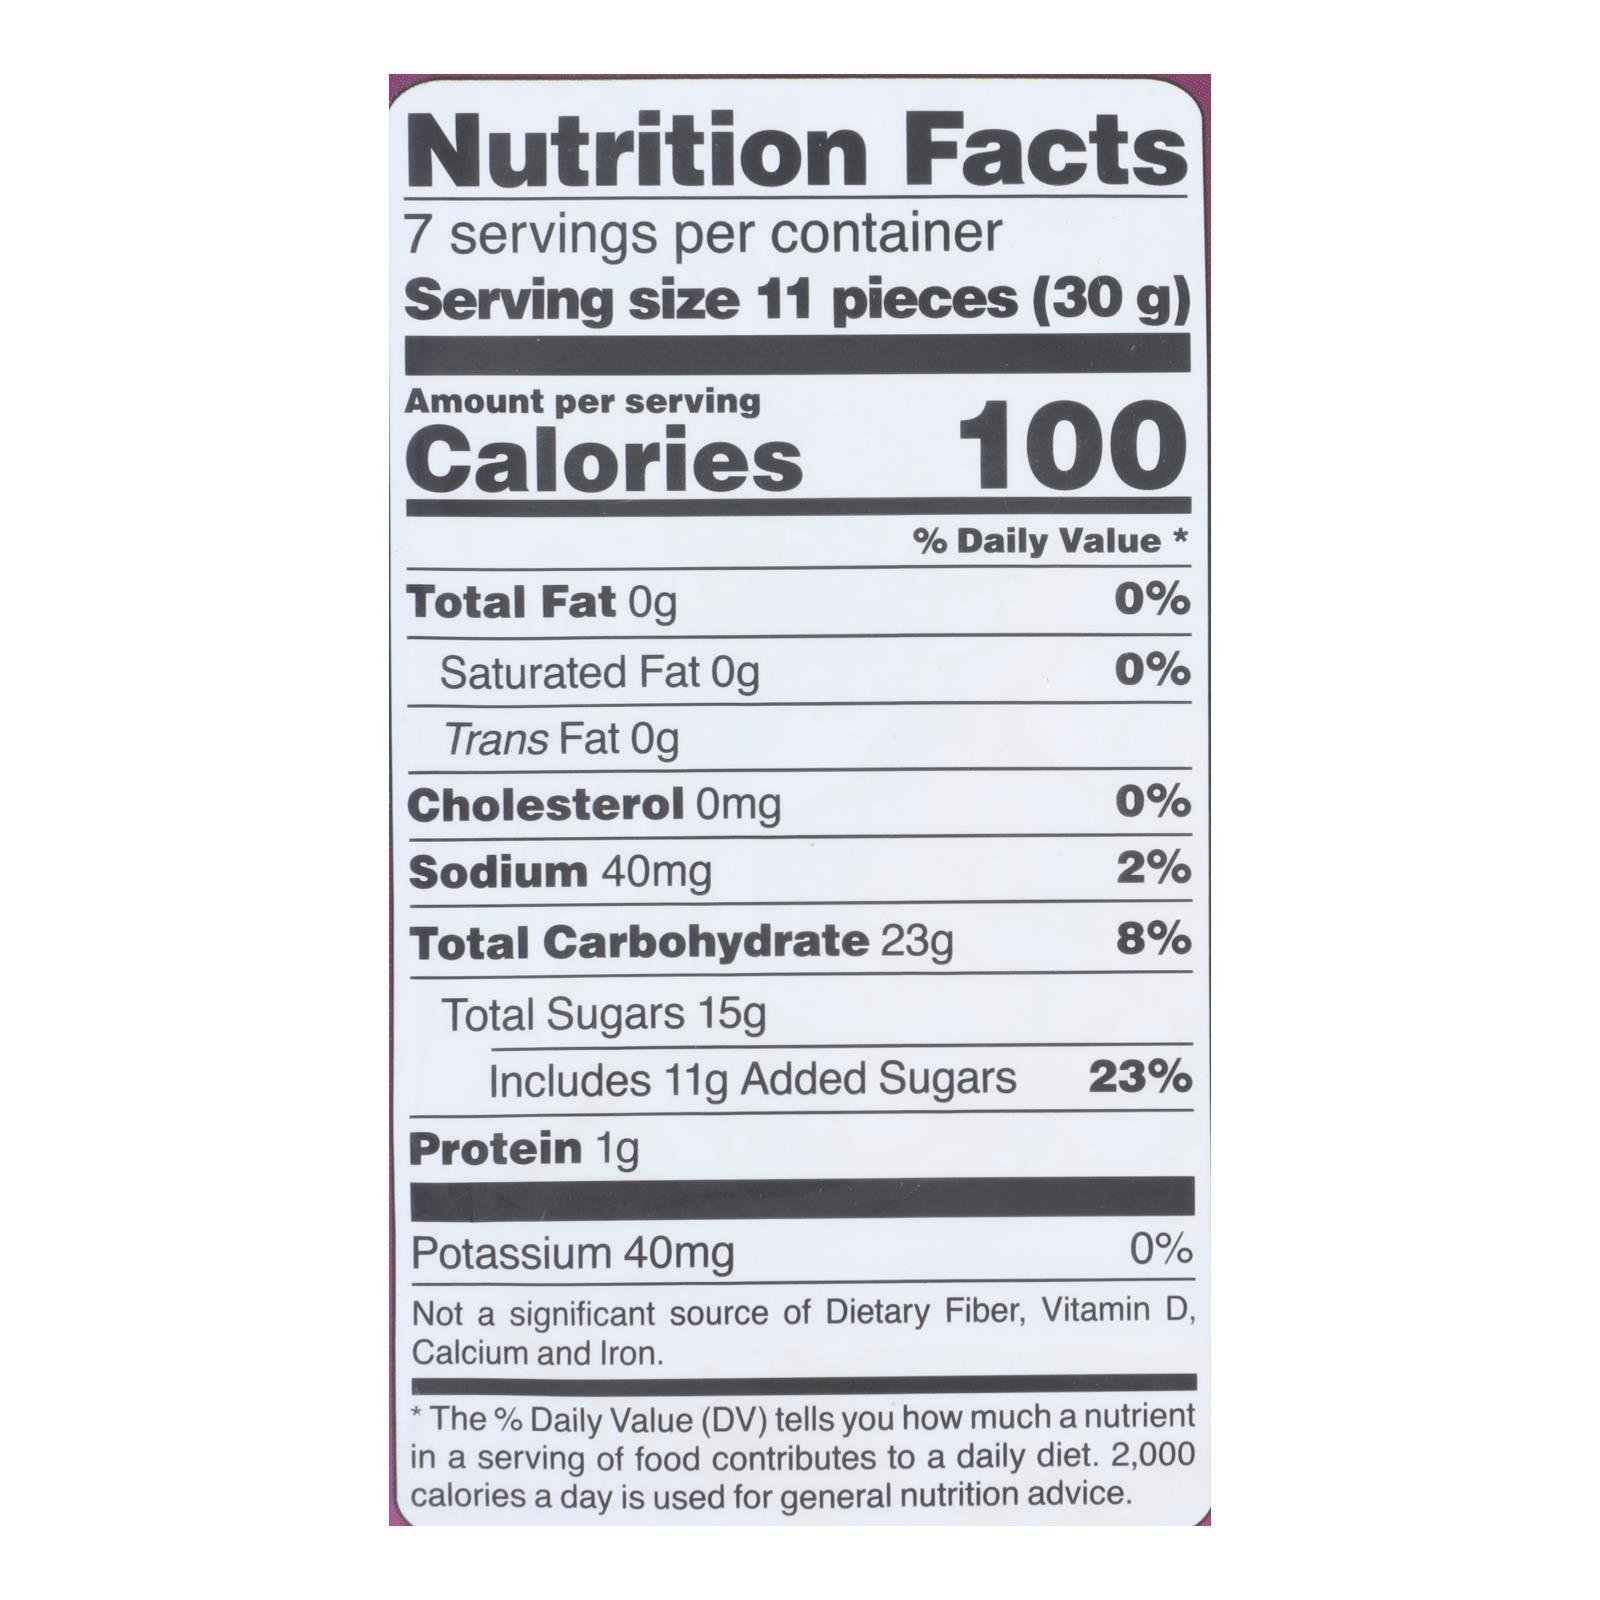 Nutrition Facts
7 servings per container
Serving size 11 pieces (30 g)
Amount per serving
Calories 100
% Daily Value *
Total Fat 0g 0%
Saturated Fat 0g 0%
Trans Fat 0g
Cholesterol 0mg 0%
Sodium 40mg 2%
Total Carbohydrate 23g 8%
Total Sugars 15g
Includes 11g Added Sugars 23%
Protein 1g
Potassium 40mg 0%
Not a significant source of Dietary Fiber, Vitamin D,
Calcium and Iron.
* The % Daily Value (DV) tells you how much a nutrient
in a serving of food contributes to a daily diet. 2,000
calories a day is used for general nutrition advice.